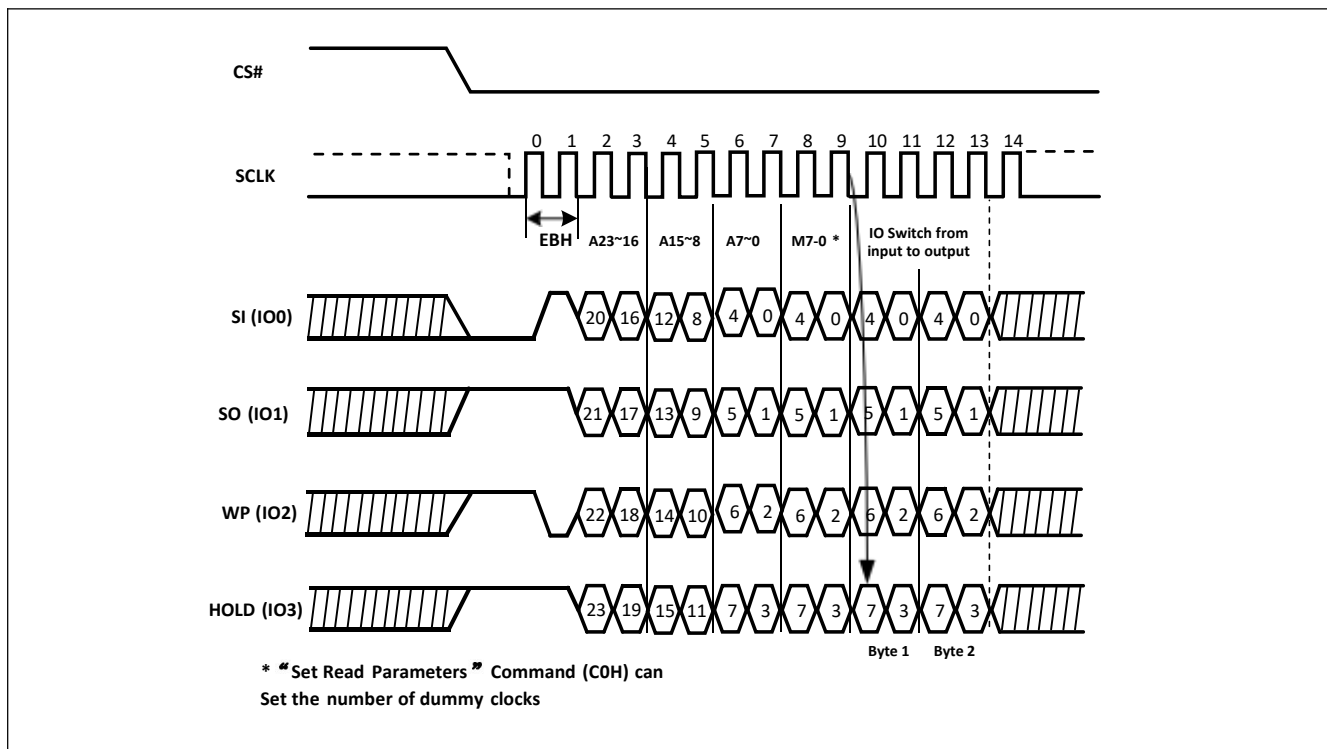 CS#
0 1 2 3 4 5 6 7 8 9 10 11 12 13 14
SCLK
EBH A23~16 A15~8 A7~0 M7-0 * IO Switch from
input to output
SI (IO0) 20 16 12 8 4 0 4 0 4 0 4 0
SO (IO1) 21 17 13 9 5 1 5 1 5 1 5 1
WP (IO2) 22 18 14 10 6 2 6 2 6 2 6 2
HOLD (IO3) 23 19 15 11 7 3 7 3 7 3 7 3
Byte 1 Byte 2
* “Set Read Parameters” Command (C0H) can
Set the number of dummy clocks